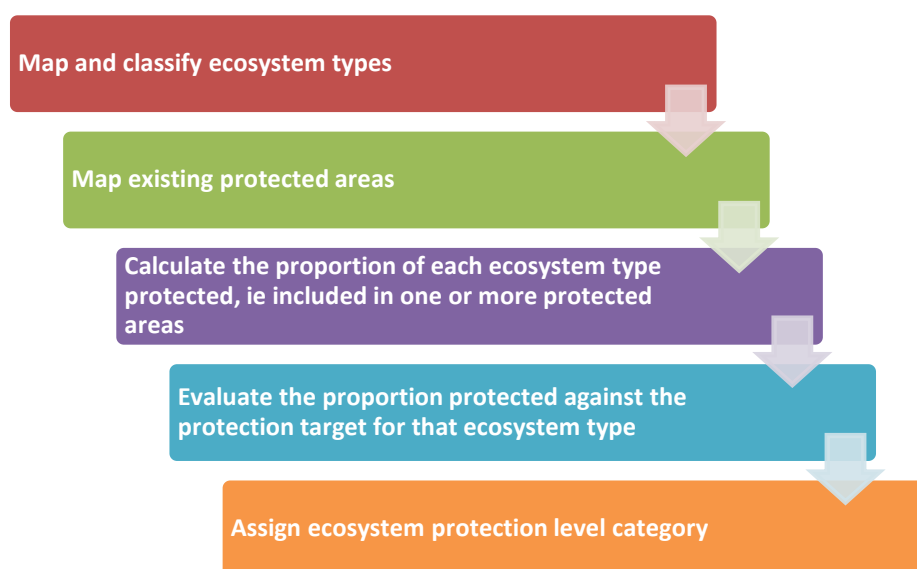 Map and classify ecosystem types
Map existing protected areas
Calculate the proportion of each ecosystem type
protected, ie included in one or more protected
areas
Evaluate the proportion protected against the
protection target for that ecosystem type
Assign ecosystem protection level category